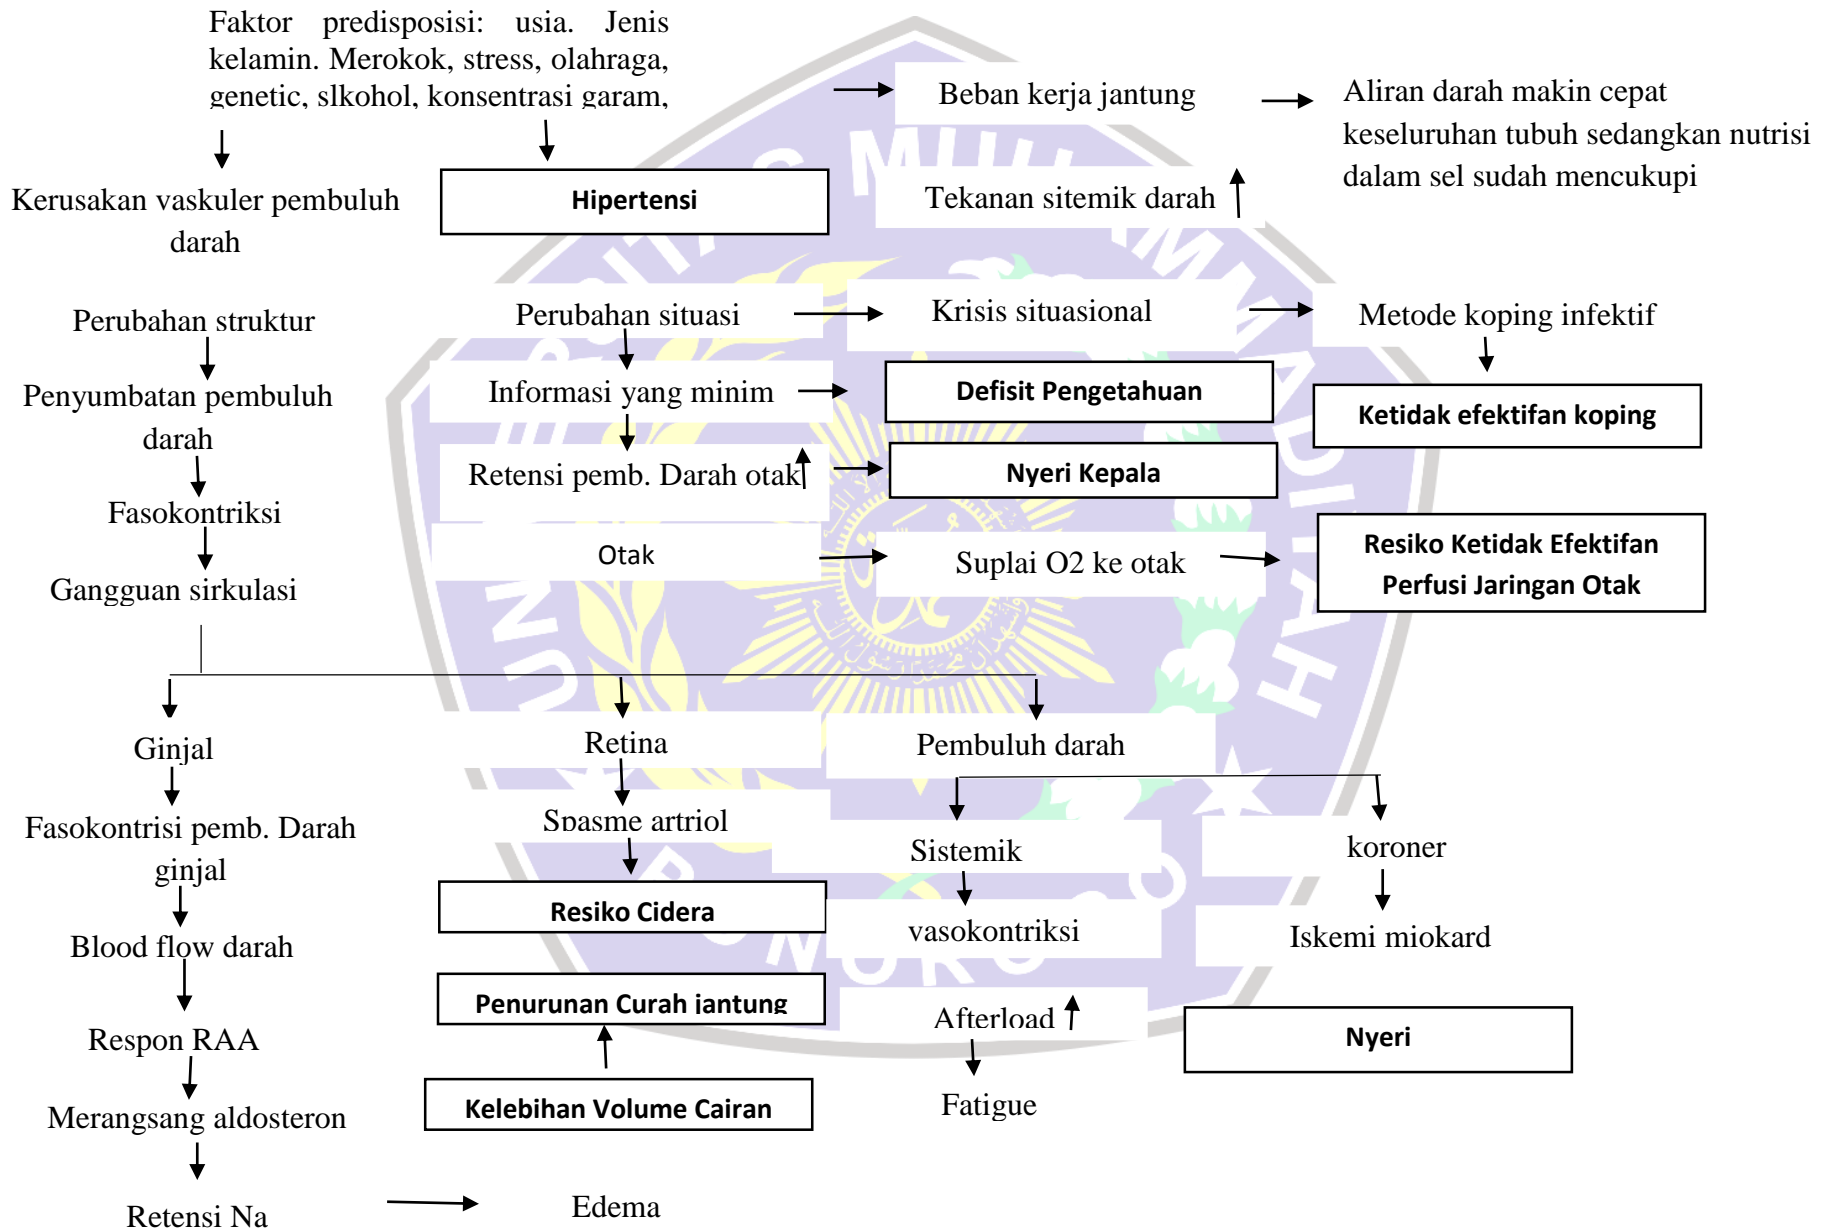 Faktor predisposisi: usia. Jenis
kelamin. Merokok, stress, olahraga,
genetic, slkohol, konsentrasi garam,
Beban kerja jantung
Aliran darah makin cepat
keseluruhan tubuh sedangkan nutrisi
dalam sel sudah mencukupi
Kerusakan vaskuler pembuluh
darah
Hipertensi
Tekanan sitemik darah
Perubahan struktur
Perubahan situasi
Krisis situasional
Metode koping infektif
Penyumbatan pembuluh
darah
Informasi yang minim
Defisit Pengetahuan
Ketidak efektifan koping
Retensi pemb. Darah otak
Nyeri Kepala
Fasokontriksi
Otak
Suplai O2 ke otak
Resiko Ketidak Efektifan
Perfusi Jaringan Otak
Gangguan sirkulasi
Ginjal
Retina
Pembuluh darah
Fasokontrisi pemb. Darah
ginjal
Spasme artriol
Sistemik
koroner
Resiko Cidera
Blood flow darah
vasokontriksi
Iskemi miokard
Penurunan Curah jantung
Afterload
Nyeri
Respon RAA
Merangsang aldosteron
Kelebihan Volume Cairan
Fatigue
Retensi Na
Edema
UNIVERSITAS MUHAMMADIYAH
PONOROGO